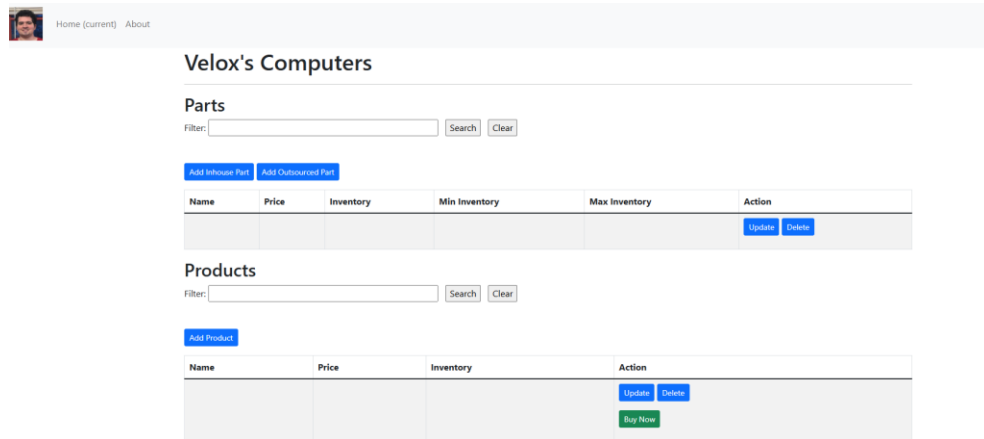 Home (current) About
Velox's Computers
Parts
Filter: Search Clear
Add Inhouse Part Add Outsourced Part
Name Price Inventory Min Inventory Max Inventory Action
Update Delete
Products
Filter: Search Clear
Add Product
Name Price Inventory Action
Update Delete
Buy Now